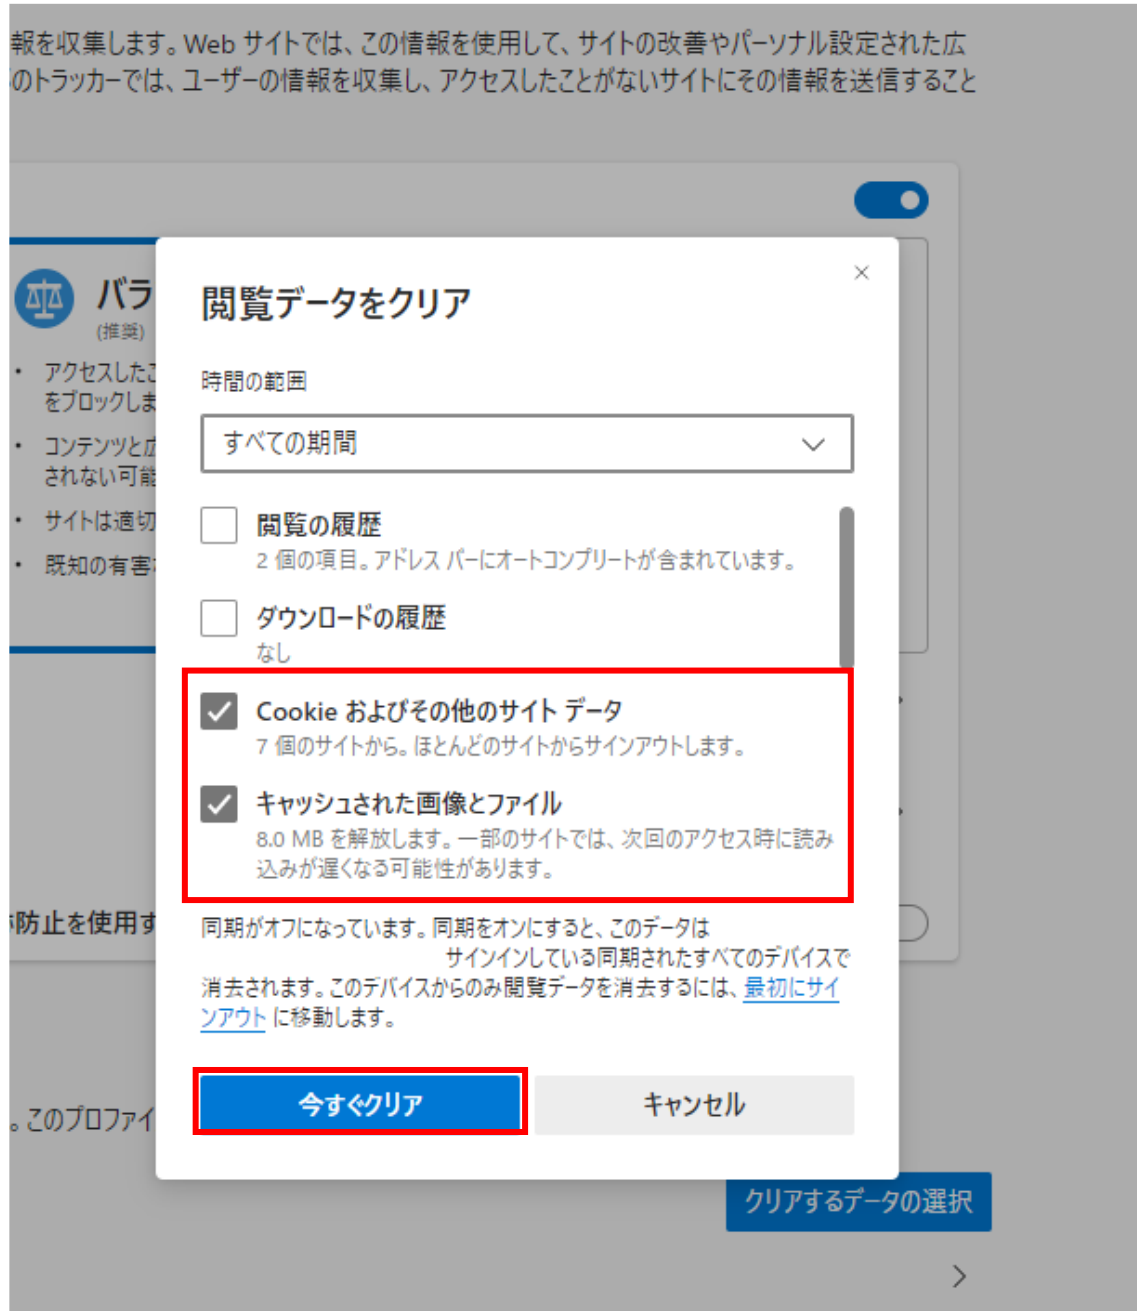 報を収集します。Web サイトでは、この情報を使用して、サイトの改善やパーソナル設定された広
のトラッカーでは、ユーザーの情報を収集し、アクセスしたことがないサイトにその情報を送信すること
バラ
(推奨)
• アクセスしたこ
をブロックしま
• コンテンツと広
されない可能
• サイトは適切
• 既知の有害
閲覧データをクリア
時間の範囲
すべての期間
閲覧の履歴
2 個の項目。アドレス バーにオートコンプリートが含まれています。
ダウンロードの履歴
なし
Cookie およびその他のサイト データ
7 個のサイトから。ほとんどのサイトからサインアウトします。
キャッシュされた画像とファイル
8.0 MB を解放します。一部のサイトでは、次回のアクセス時に読み
込みが遅くなる可能性があります。
防止を使用す
同期がオフになっています。同期をオンにすると、このデータは
サインインしている同期されたすべてのデバイスで
消去されます。このデバイスからのみ閲覧データを消去するには、最初にサイ
ンアウト に移動します。
今すぐクリア
キャンセル
。このプロファイ
クリアするデータの選択